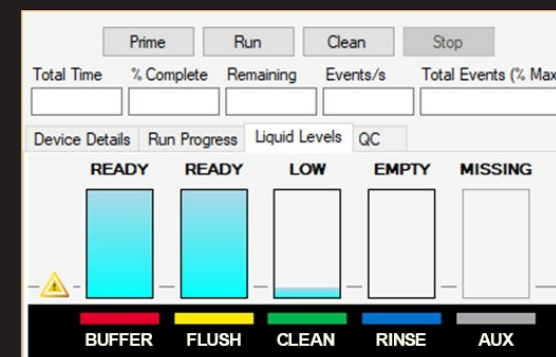 Prime Run Clean Stop
Total Time % Complete Remaining Events/s Total Events (% Max
Device Details Run Progress Liquid Levels QC
READY READY LOW EMPTY MISSING
BUFFER FLUSH CLEAN RINSE AUX